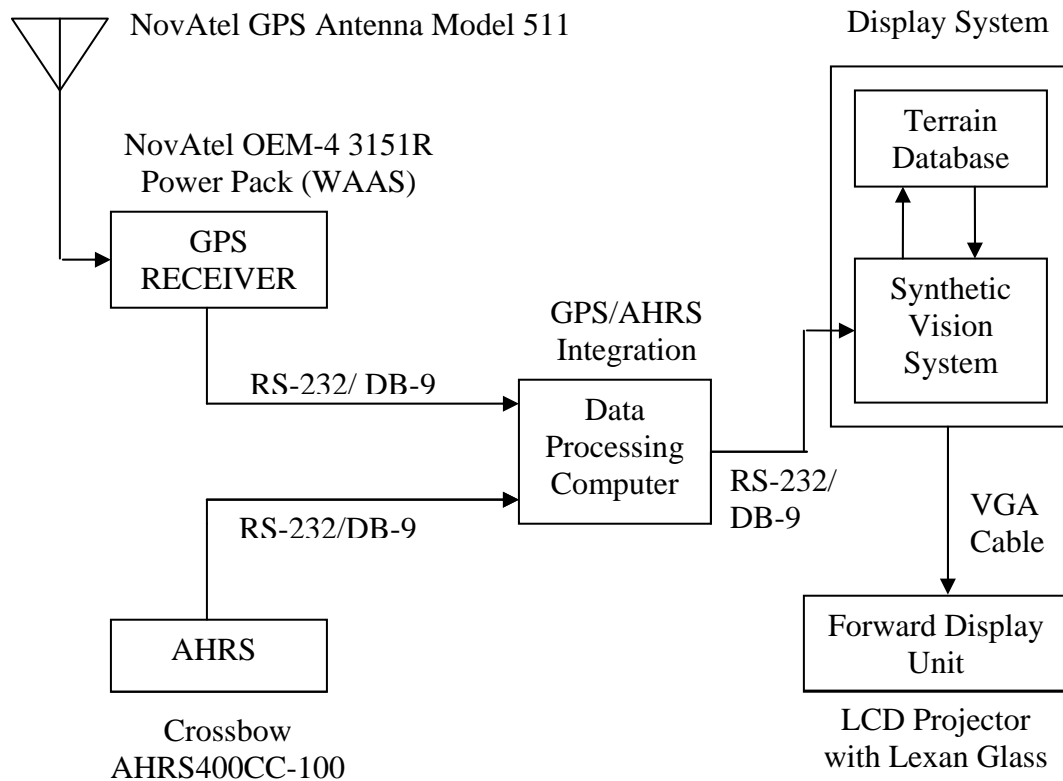 NovAtel GPS Antenna Model 511
Display System
Terrain
Database
NovAtel OEM-4 3151R
Power Pack (WAAS)
GPS
RECEIVER
Synthetic
Vision
System
GPS/AHRS
Integration
RS-232/ DB-9
Data
Processing
Computer
RS-232/
DB-9
RS-232/DB-9
VGA
Cable
AHRS
Forward Display
Unit
Crossbow
AHRS400CC-100
LCD Projector
with Lexan Glass